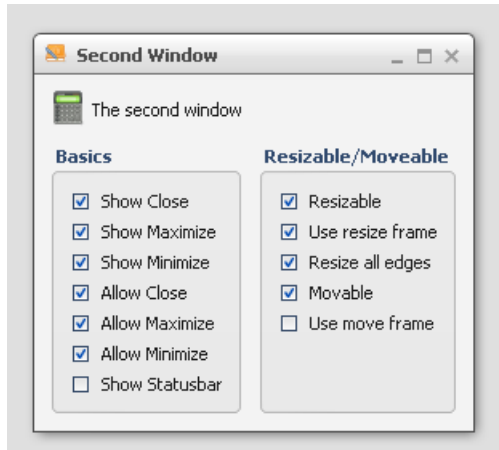 Second Window
The second window
Basics
Show Close
Show Maximize
Show Minimize
Allow Close
Allow Maximize
Allow Minimize
Show Statusbar
Resizable/Moveable
Resizable
Use resize frame
Resize all edges
Movable
Use move frame